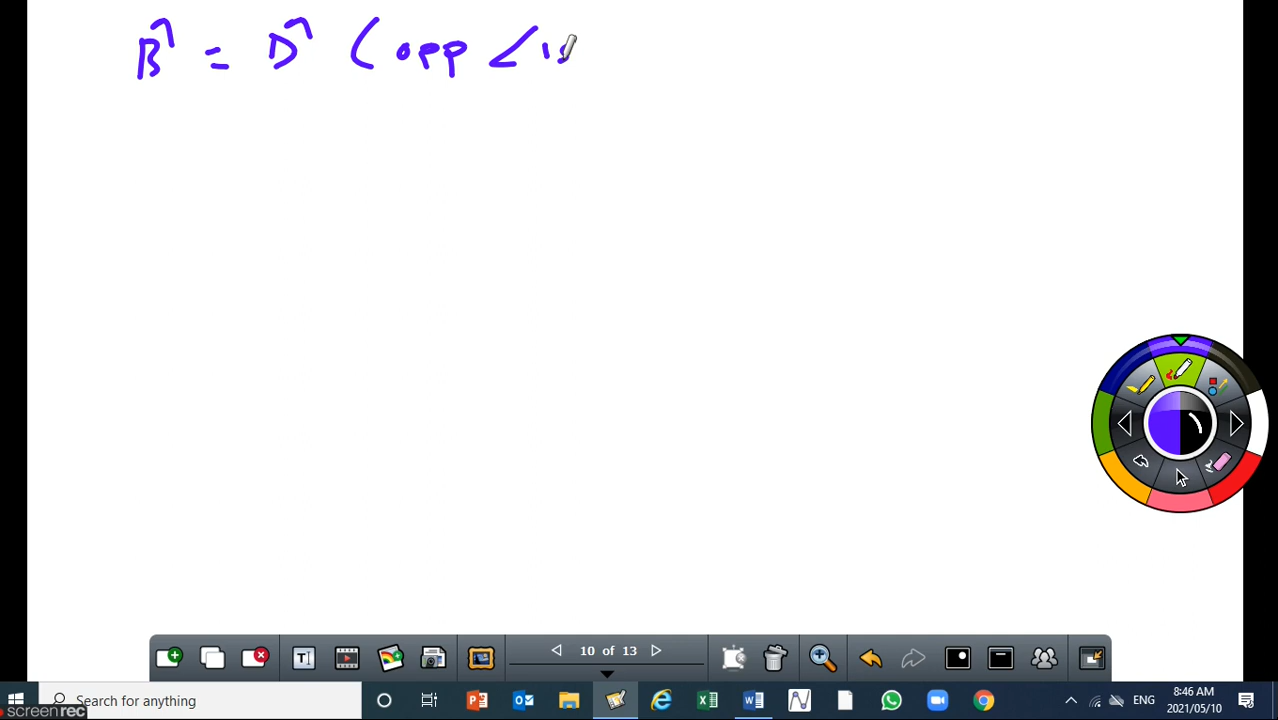 B̂ = D̂ (opp ∠'s
10 of 13
Search for anything
ENG
8:46 AM
2021/05/10
SCREENREC